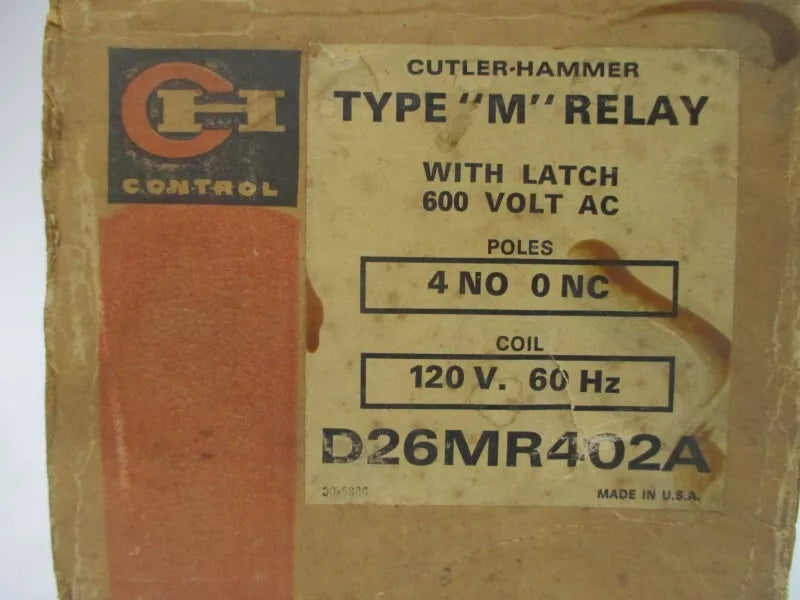 CH
CONTROL
CUTLER-HAMMER
TYPE "M" RELAY
WITH LATCH
600 VOLT AC
POLES
4 NO 0 NC
COIL
120 V. 60 Hz
D26MR402A
MADE IN U.S.A.